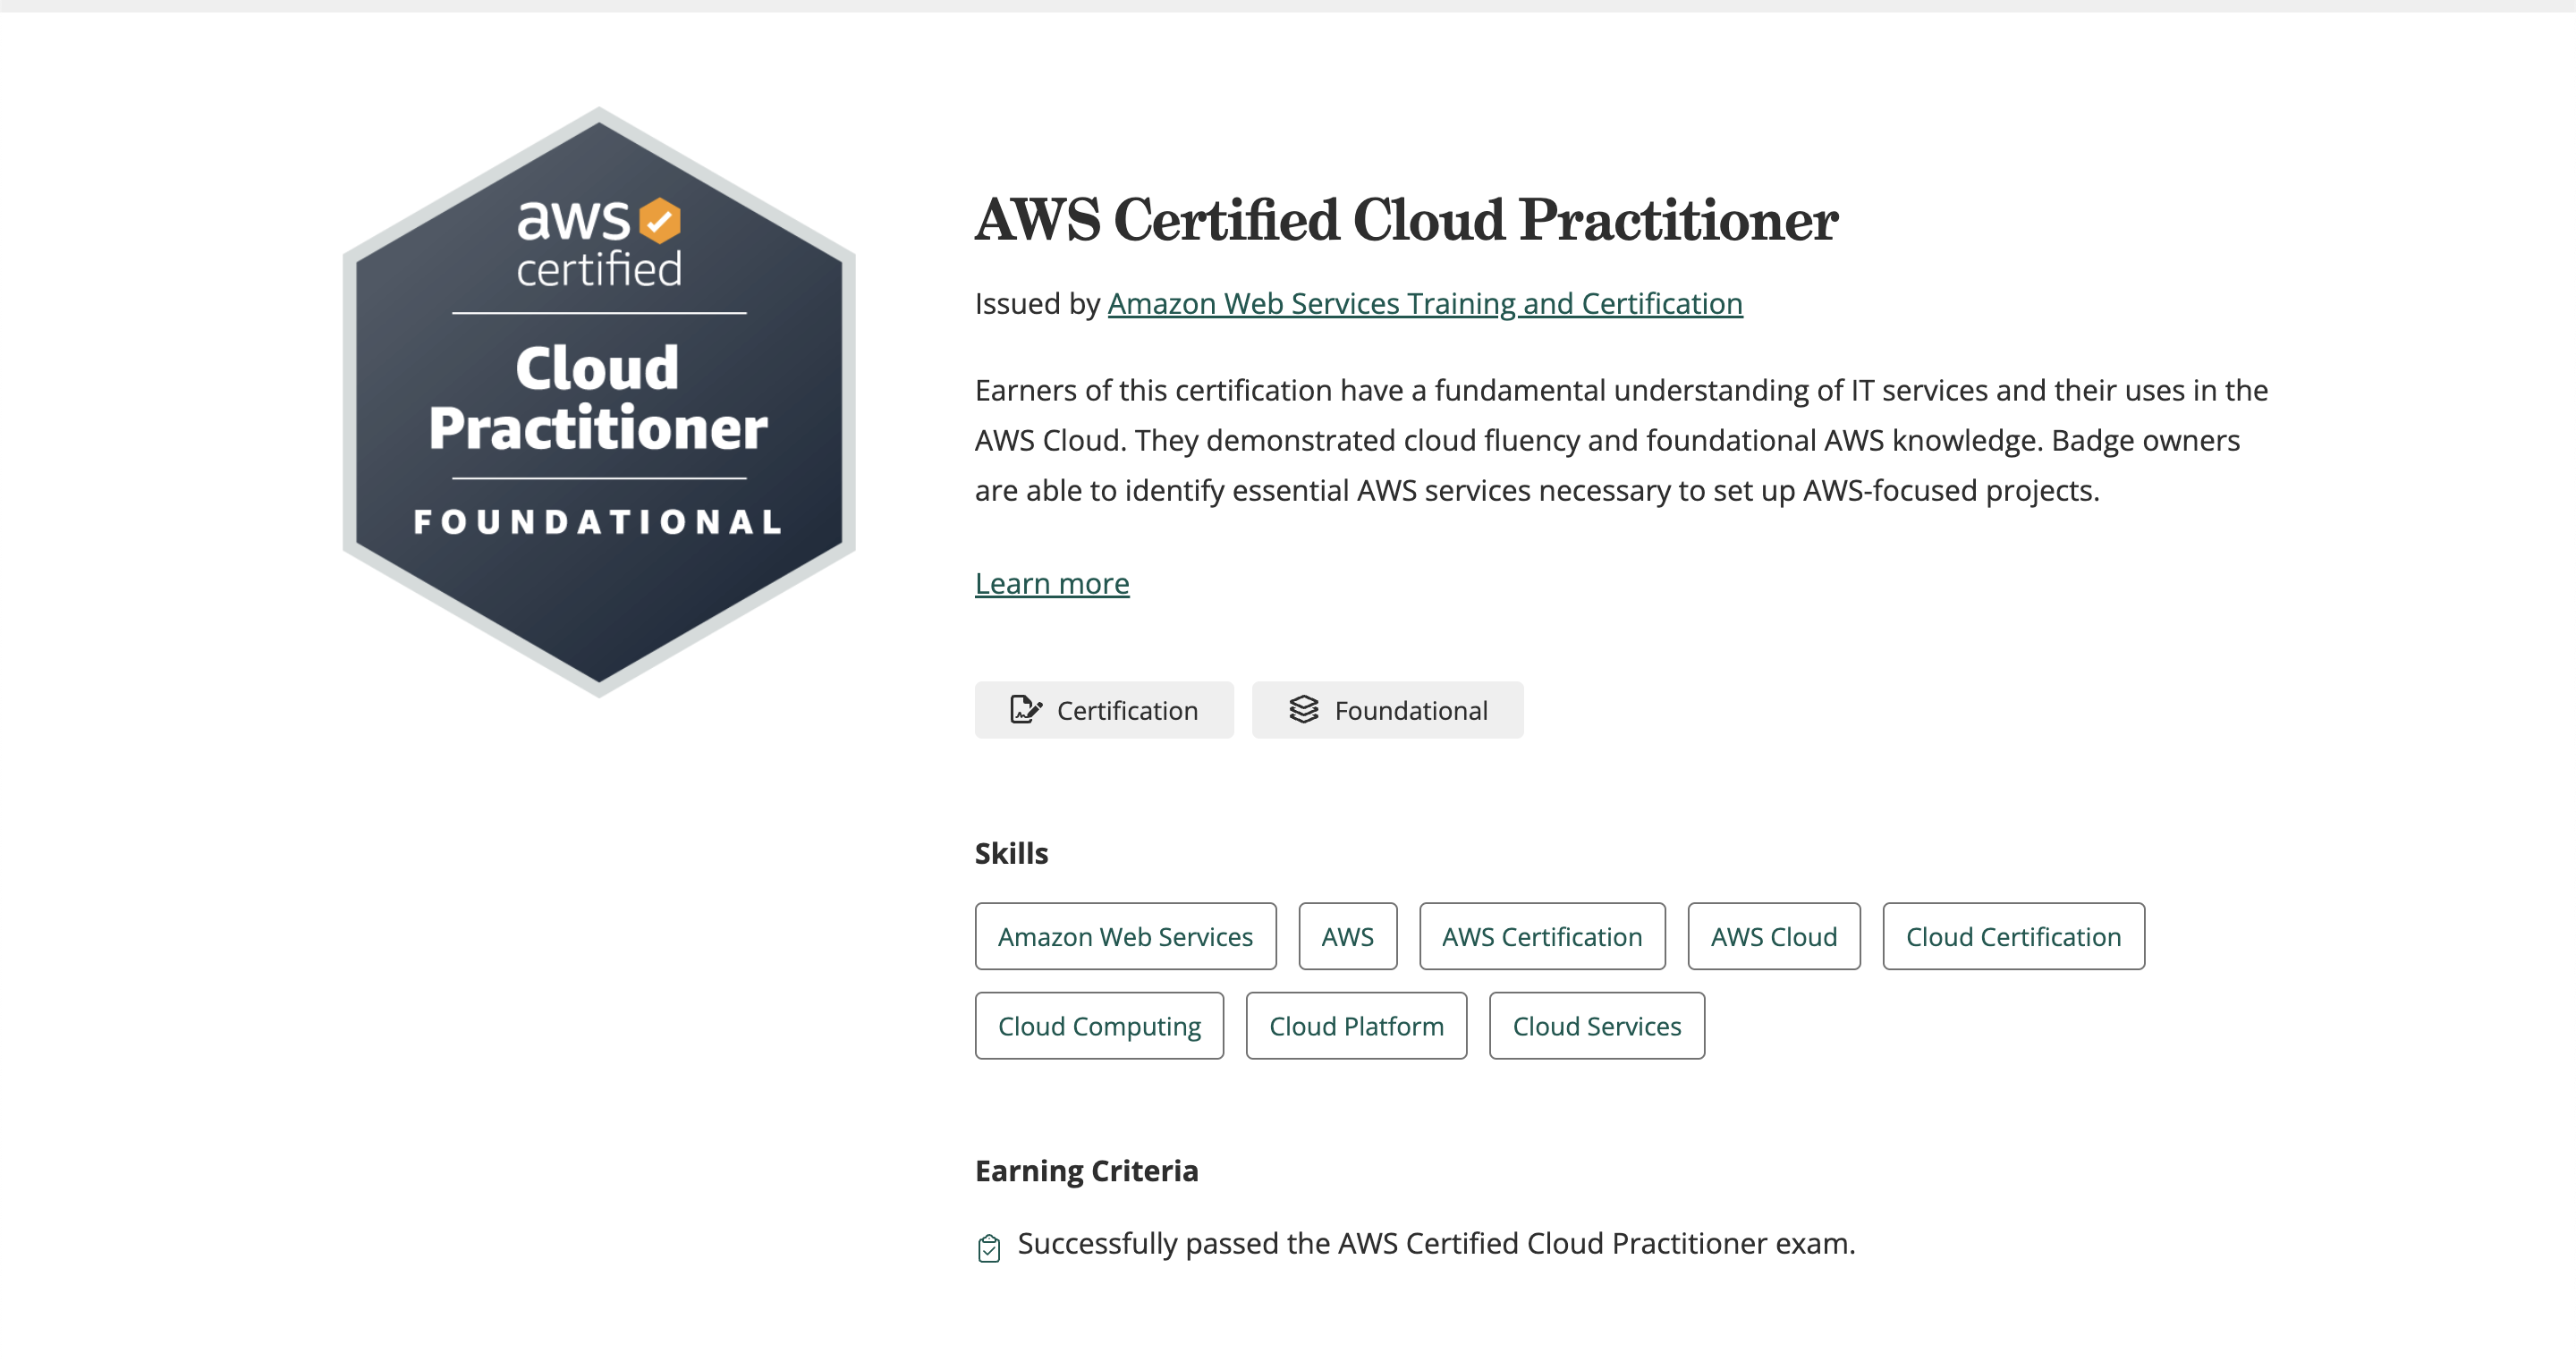 aws
certified
Cloud
Practitioner
FOUNDATIONAL
AWS Certified Cloud Practitioner
Issued by Amazon Web Services Training and Certification
Earners of this certification have a fundamental understanding of IT services and their uses in the
AWS Cloud. They demonstrated cloud fluency and foundational AWS knowledge. Badge owners
are able to identify essential AWS services necessary to set up AWS-focused projects.
Learn more
Certification Foundational
Skills
Amazon Web Services AWS AWS Certification AWS Cloud Cloud Certification
Cloud Computing Cloud Platform Cloud Services
Earning Criteria
Successfully passed the AWS Certified Cloud Practitioner exam.